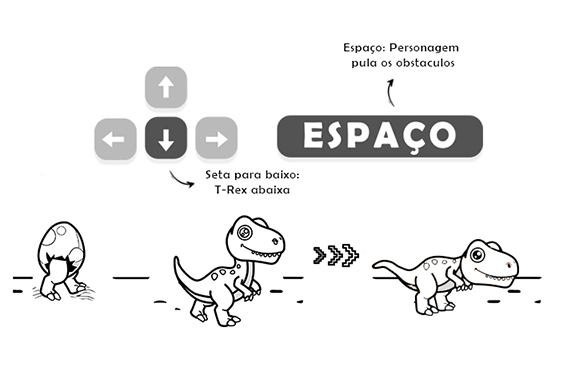 Espaço: Personagem
pula os obstaculos
ESPAÇO
Seta para baixo:
T-Rex abaixa